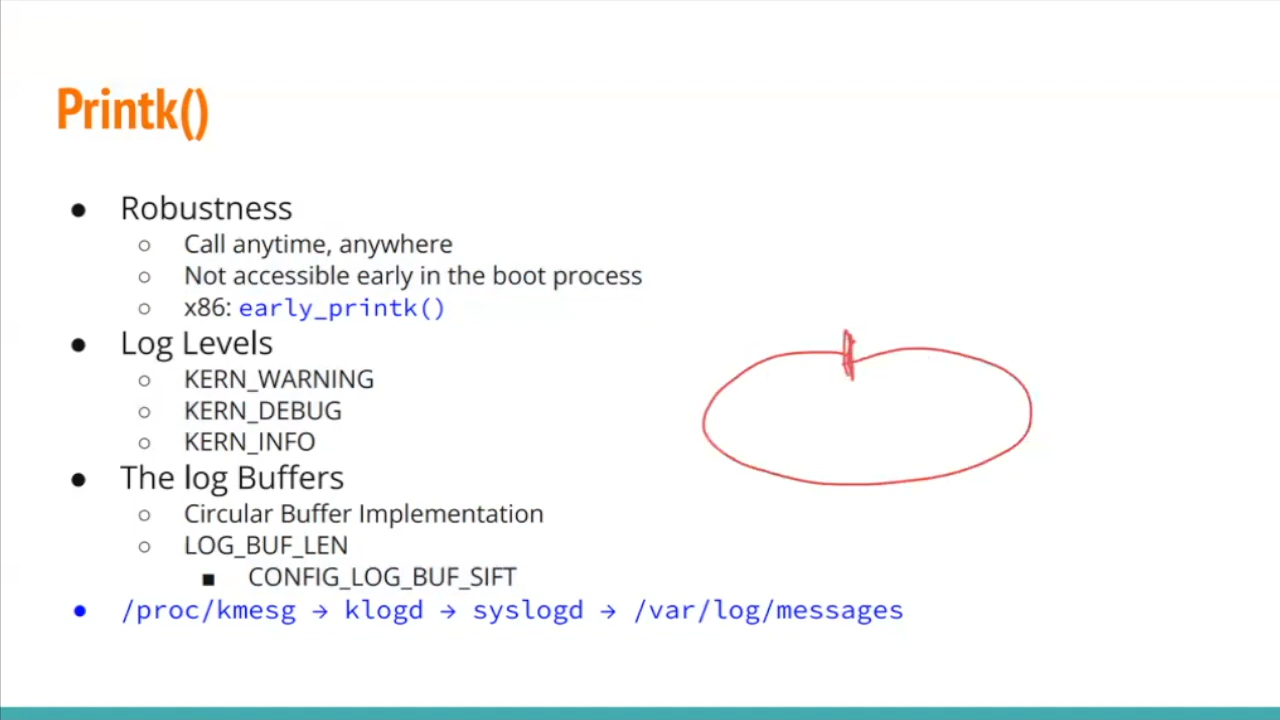 Printk()
● Robustness
○ Call anytime, anywhere
○ Not accessible early in the boot process
○ x86: early_printk()
● Log Levels
○ KERN_WARNING
○ KERN_DEBUG
○ KERN_INFO
● The log Buffers
○ Circular Buffer Implementation
○ LOG_BUF_LEN
■ CONFIG_LOG_BUF_SIFT
● /proc/kmesg → klogd → syslogd → /var/log/messages